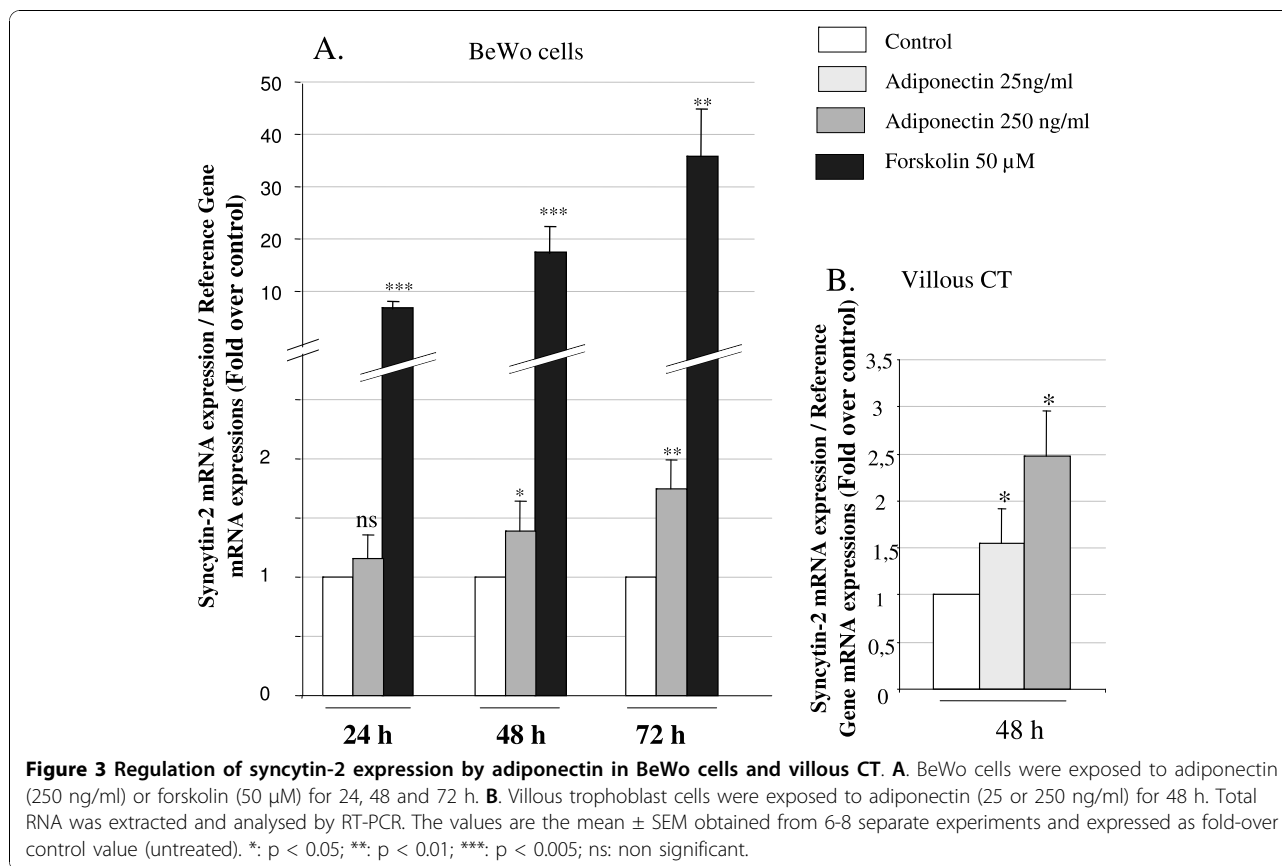 A.
BeWo cells
Control
Adiponectin 25ng/ml
Adiponectin 250 ng/ml
Forskolin 50 µM
Syncytin-2 mRNA expression / Reference Gene
mRNA expressions (Fold over control)
50
40
30
20
10
2
1
0
***
***
**
ns
*
**
24 h
48 h
72 h
B.
Villous CT
Syncytin-2 mRNA expression / Reference
Gene mRNA expressions (Fold over control)
3,5
3
2,5
2
1,5
1
0,5
0
*
*
48 h
Figure 3 Regulation of syncytin-2 expression by adiponectin in BeWo cells and villous CT. A. BeWo cells were exposed to adiponectin
(250 ng/ml) or forskolin (50 µM) for 24, 48 and 72 h. B. Villous trophoblast cells were exposed to adiponectin (25 or 250 ng/ml) for 48 h. Total
RNA was extracted and analysed by RT-PCR. The values are the mean ± SEM obtained from 6-8 separate experiments and expressed as fold-over
control value (untreated). *: p < 0.05; **: p < 0.01; ***: p < 0.005; ns: non significant.